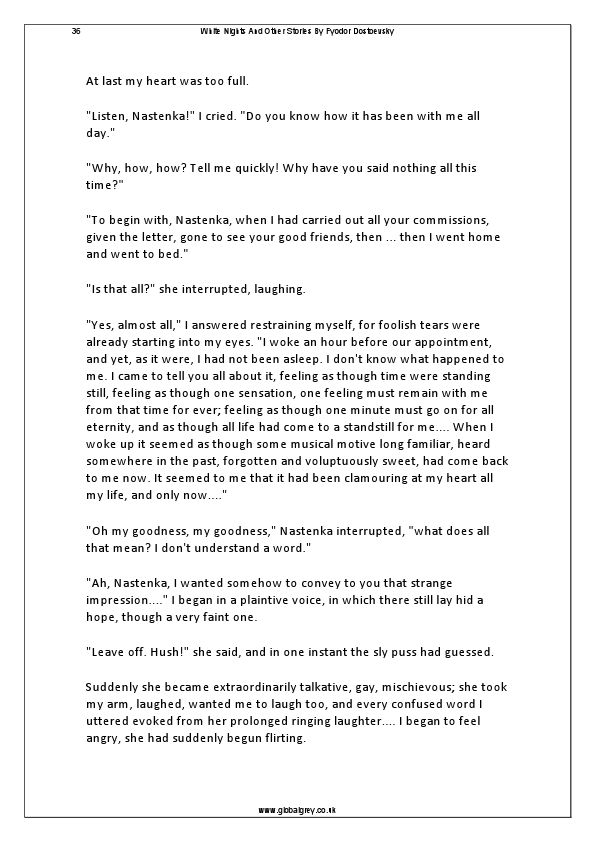 36
White Nights And Other Stories By Fyodor Dostoevsky
At last my heart was too full.
"Listen, Nastenka!" I cried. "Do you know how it has been with me all
day."
"Why, how, how? Tell me quickly! Why have you said nothing all this
time?"
"To begin with, Nastenka, when I had carried out all your commissions,
given the letter, gone to see your good friends, then ... then I went home
and went to bed."
"Is that all?" she interrupted, laughing.
"Yes, almost all," I answered restraining myself, for foolish tears were
already starting into my eyes. "I woke an hour before our appointment,
and yet, as it were, I had not been asleep. I don't know what happened to
me. I came to tell you all about it, feeling as though time were standing
still, feeling as though one sensation, one feeling must remain with me
from that time for ever; feeling as though one minute must go on for all
eternity, and as though all life had come to a standstill for me.... When I
woke up it seemed as though some musical motive long familiar, heard
somewhere in the past, forgotten and voluptuously sweet, had come back
to me now. It seemed to me that it had been clamouring at my heart all
my life, and only now...."
"Oh my goodness, my goodness," Nastenka interrupted, "what does all
that mean? I don't understand a word."
"Ah, Nastenka, I wanted somehow to convey to you that strange
impression...." I began in a plaintive voice, in which there still lay hid a
hope, though a very faint one.
"Leave off. Hush!" she said, and in one instant the sly puss had guessed.
Suddenly she became extraordinarily talkative, gay, mischievous; she took
my arm, laughed, wanted me to laugh too, and every confused word I
uttered evoked from her prolonged ringing laughter.... I began to feel
angry, she had suddenly begun flirting.
www.globalgrey.co.uk